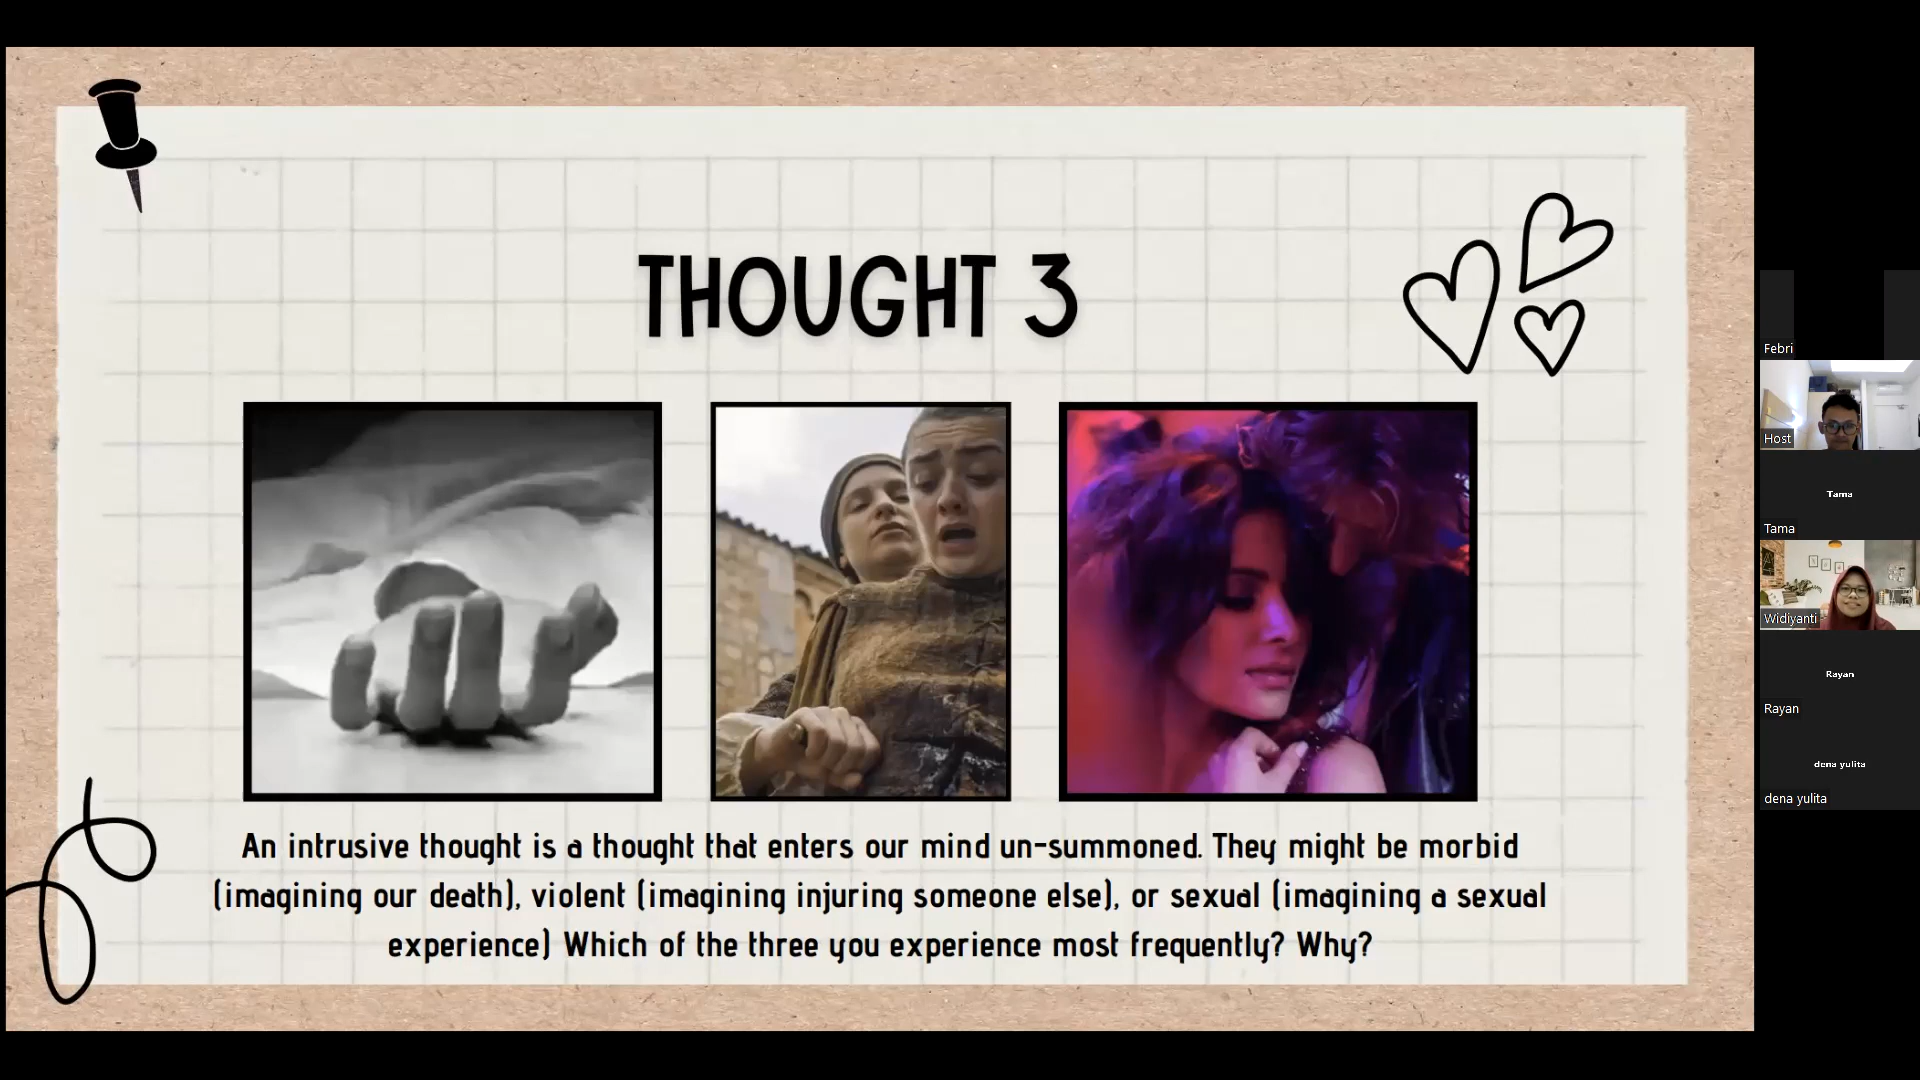 THOUGHT 3
An intrusive thought is a thought that enters our mind un-summoned. They might be morbid
(imagining our death), violent (imagining injuring someone else), or sexual (imagining a sexual
experience) Which of the three you experience most frequently? Why?
Febri
Host
Tama
Tama
Widiyanti
Rayan
Rayan
dena yulita
dena yulita